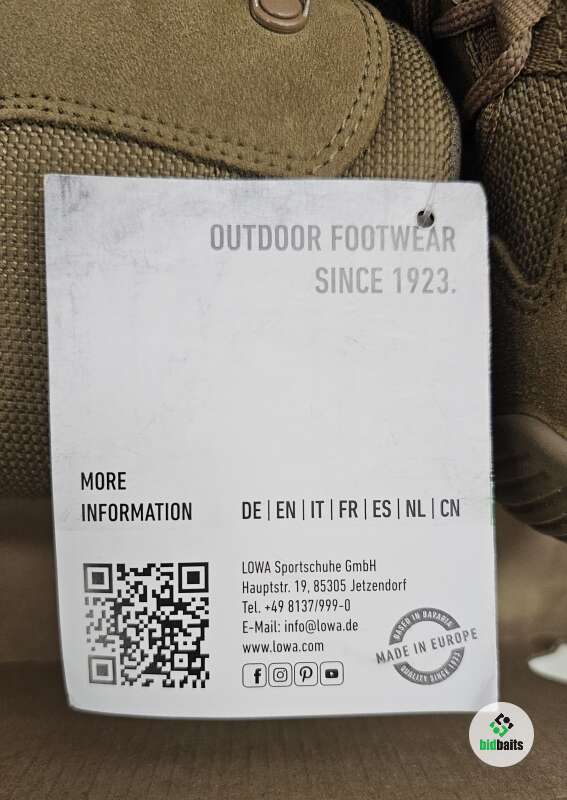 OUTDOOR FOOTWEAR
SINCE 1923.
MORE
INFORMATION
DE | EN | IT | FR | ES | NL | CN
LOWA Sportschuhe GmbH
Hauptstr. 19, 85305 Jetzendorf
Tel. +49 8137/999-0
E-Mail: info@lowa.de
www.lowa.com
BASED IN BAVARIA
MADE IN EUROPE
QUALITY SINCE 1923
bidbaits